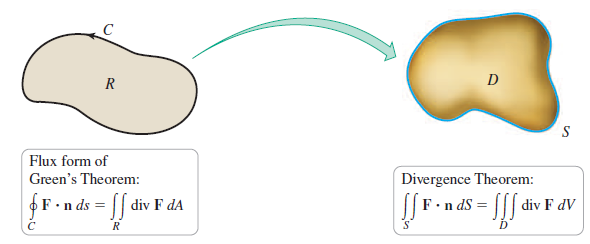 C
R
D
S
Flux form of
Green's Theorem:
∮ F · n ds = ∬ div F dA
C R
Divergence Theorem:
∬ F · n dS = ∭ div F dV
S D